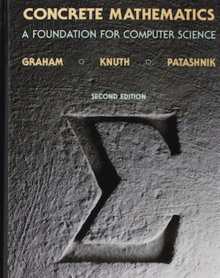 CONCRETE MATHEMATICS
A FOUNDATION FOR COMPUTER SCIENCE
GRAHAM ○ KNUTH ○ PATASHNIK
SECOND EDITION
Σ